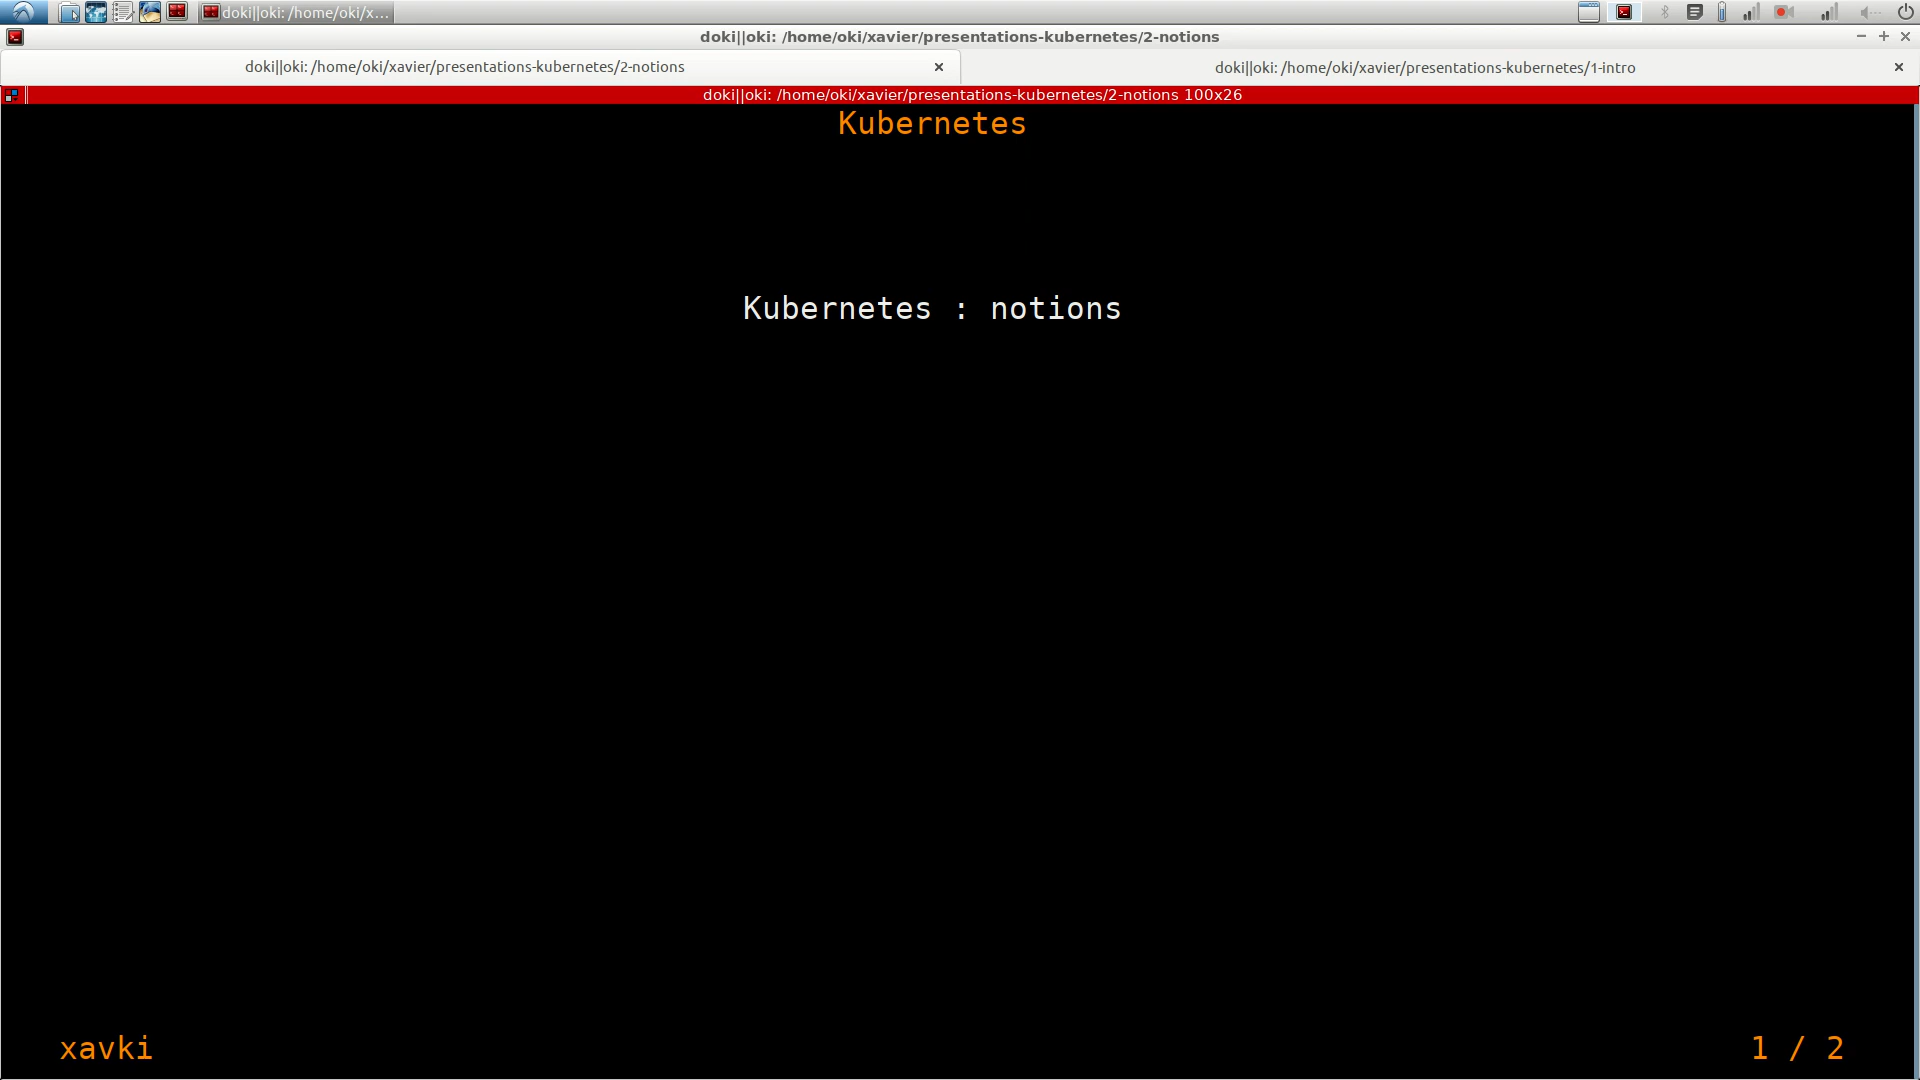 doki||oki: /home/oki/x...
doki||oki: /home/oki/xavier/presentations-kubernetes/2-notions
doki||oki: /home/oki/xavier/presentations-kubernetes/2-notions
doki||oki: /home/oki/xavier/presentations-kubernetes/1-intro
doki||oki: /home/oki/xavier/presentations-kubernetes/2-notions 100x26
Kubernetes
Kubernetes : notions
xavki
1 / 2